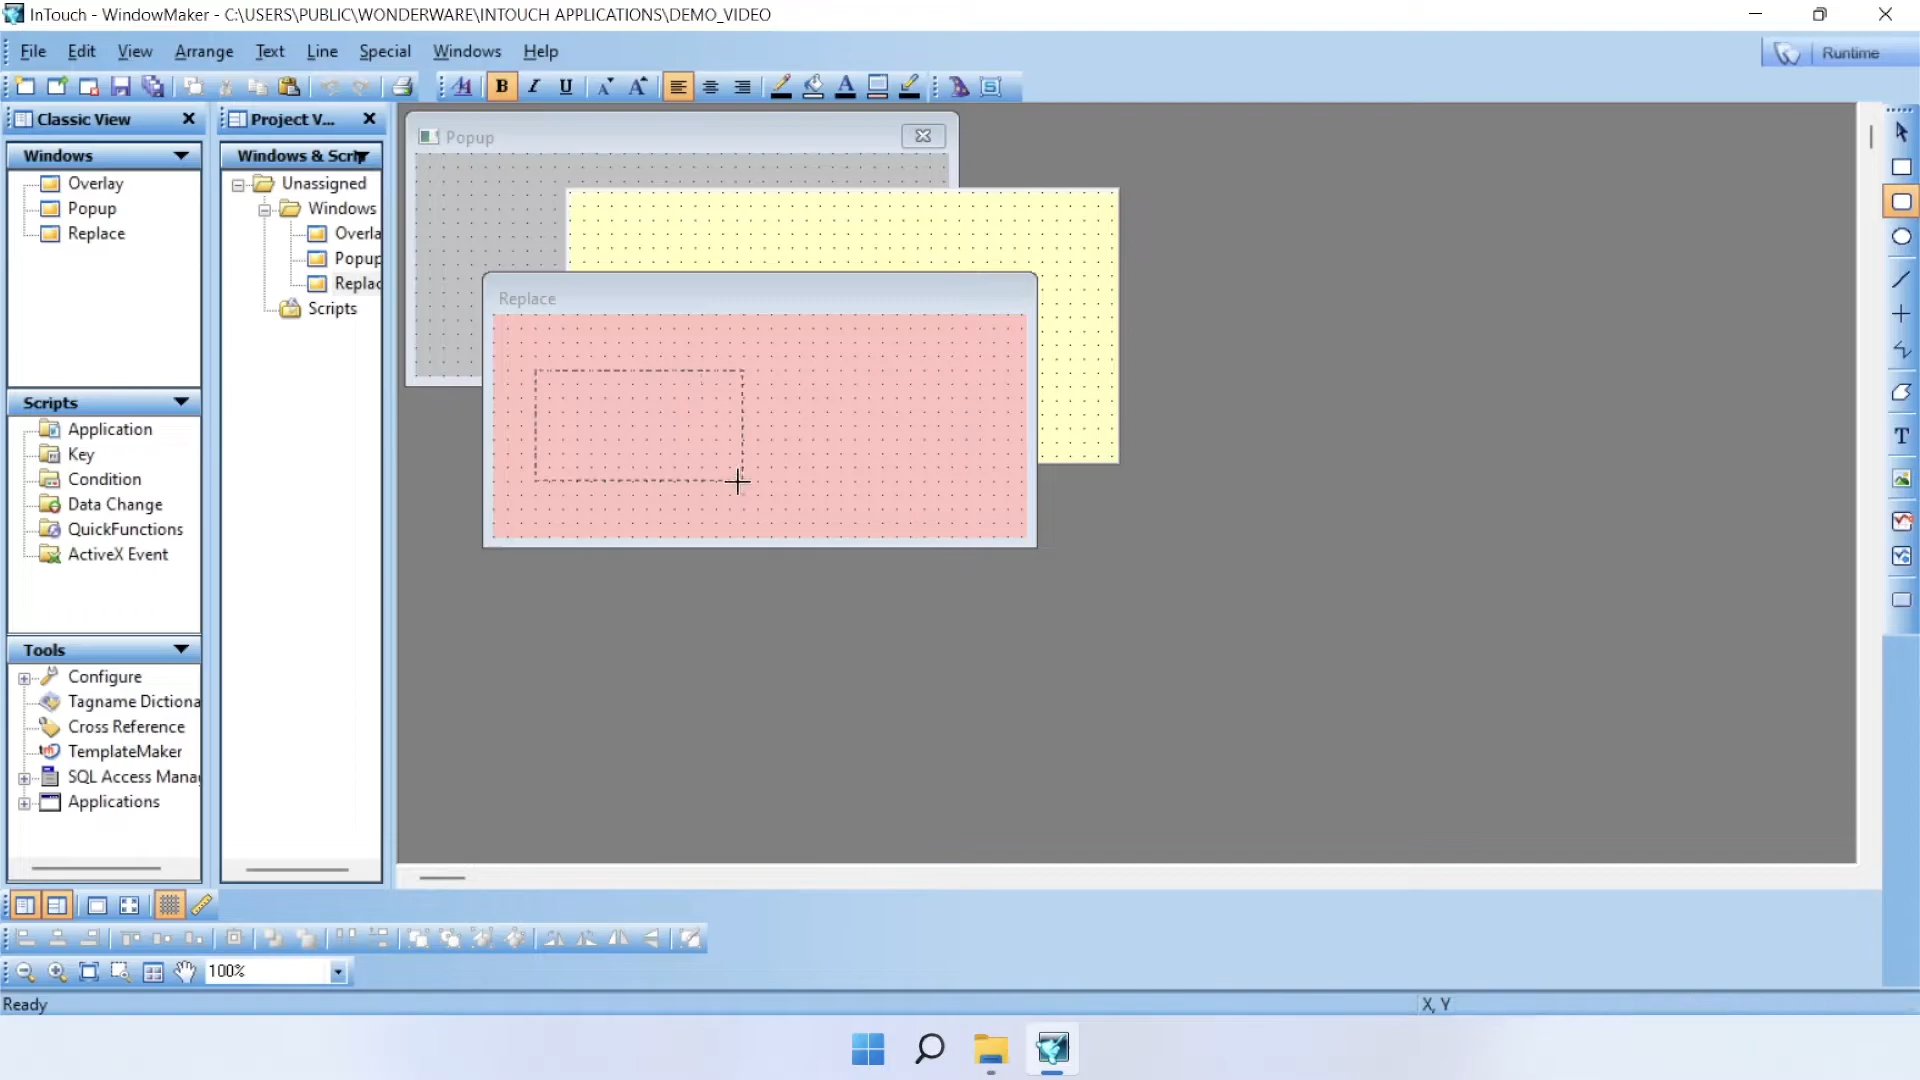 InTouch - WindowMaker - C:\USERS\PUBLIC\WONDERWARE\INTOUCH APPLICATIONS\DEMO_VIDEO
File Edit View Arrange Text Line Special Windows Help
Runtime
B I U A A A
Classic View
Project V...
Windows
Overlay
Popup
Replace
Windows & Scrip
Unassigned
Windows
Overla
Popup
Replac
Scripts
Popup
Replace
Scripts
Application
Key
Condition
Data Change
QuickFunctions
ActiveX Event
Tools
Configure
Tagname Dictiona
Cross Reference
TemplateMaker
SQL Access Mana
Applications
T
100%
Ready
X, Y